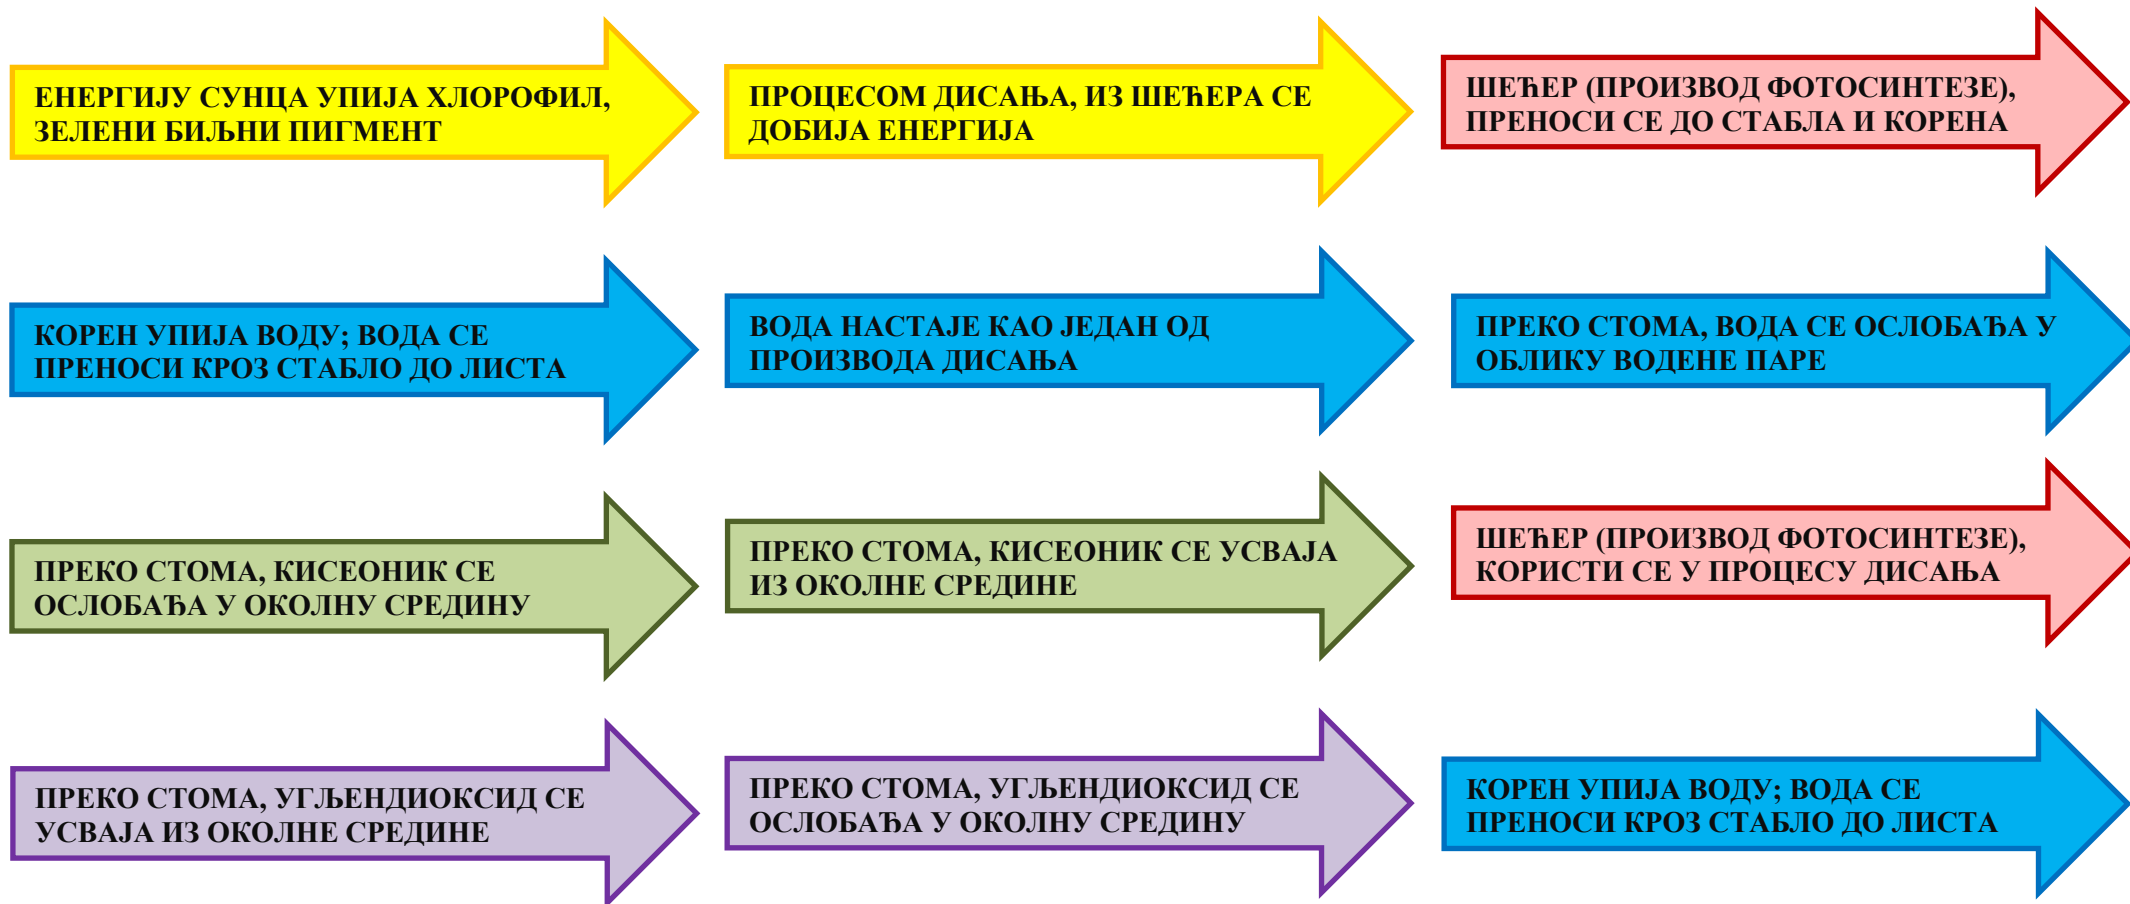 ЕНЕРГИЈУ СУНЦА УПИЈА ХЛОРОФИЛ,
ЗЕЛЕНИ БИЉНИ ПИГМЕНТ
ПРОЦЕСОМ ДИСАЊА, ИЗ ШЕЋЕРА СЕ
ДОБИЈА ЕНЕРГИЈА
ШЕЋЕР (ПРОИЗВОД ФОТОСИНТЕЗЕ),
ПРЕНОСИ СЕ ДО СТАБЛА И КОРЕНА
КОРЕН УПИЈА ВОДУ; ВОДА СЕ
ПРЕНОСИ КРОЗ СТАБЛО ДО ЛИСТА
ВОДА НАСТАЈЕ КАО ЈЕДАН ОД
ПРОИЗВОДА ДИСАЊА
ПРЕКО СТОМА, ВОДА СЕ ОСЛОБАЂА У
ОБЛИКУ ВОДЕНЕ ПАРЕ
ПРЕКО СТОМА, КИСЕОНИК СЕ
ОСЛОБАЂА У ОКОЛНУ СРЕДИНУ
ПРЕКО СТОМА, КИСЕОНИК СЕ УСВАЈА
ИЗ ОКОЛНЕ СРЕДИНЕ
ШЕЋЕР (ПРОИЗВОД ФОТОСИНТЕЗЕ),
КОРИСТИ СЕ У ПРОЦЕСУ ДИСАЊА
ПРЕКО СТОМА, УГЉЕНДИОКСИД СЕ
УСВАЈА ИЗ ОКОЛНЕ СРЕДИНЕ
ПРЕКО СТОМА, УГЉЕНДИОКСИД СЕ
ОСЛОБАЂА У ОКОЛНУ СРЕДИНУ
КОРЕН УПИЈА ВОДУ; ВОДА СЕ
ПРЕНОСИ КРОЗ СТАБЛО ДО ЛИСТА